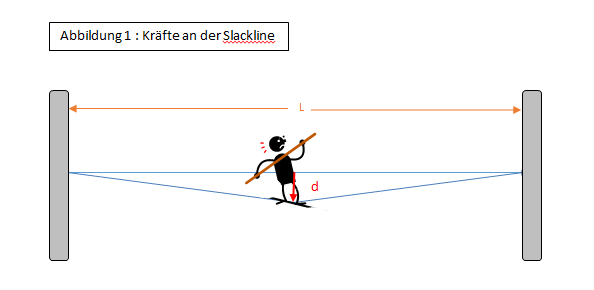 Abbildung 1 : Kräfte an der Slackline
L
d